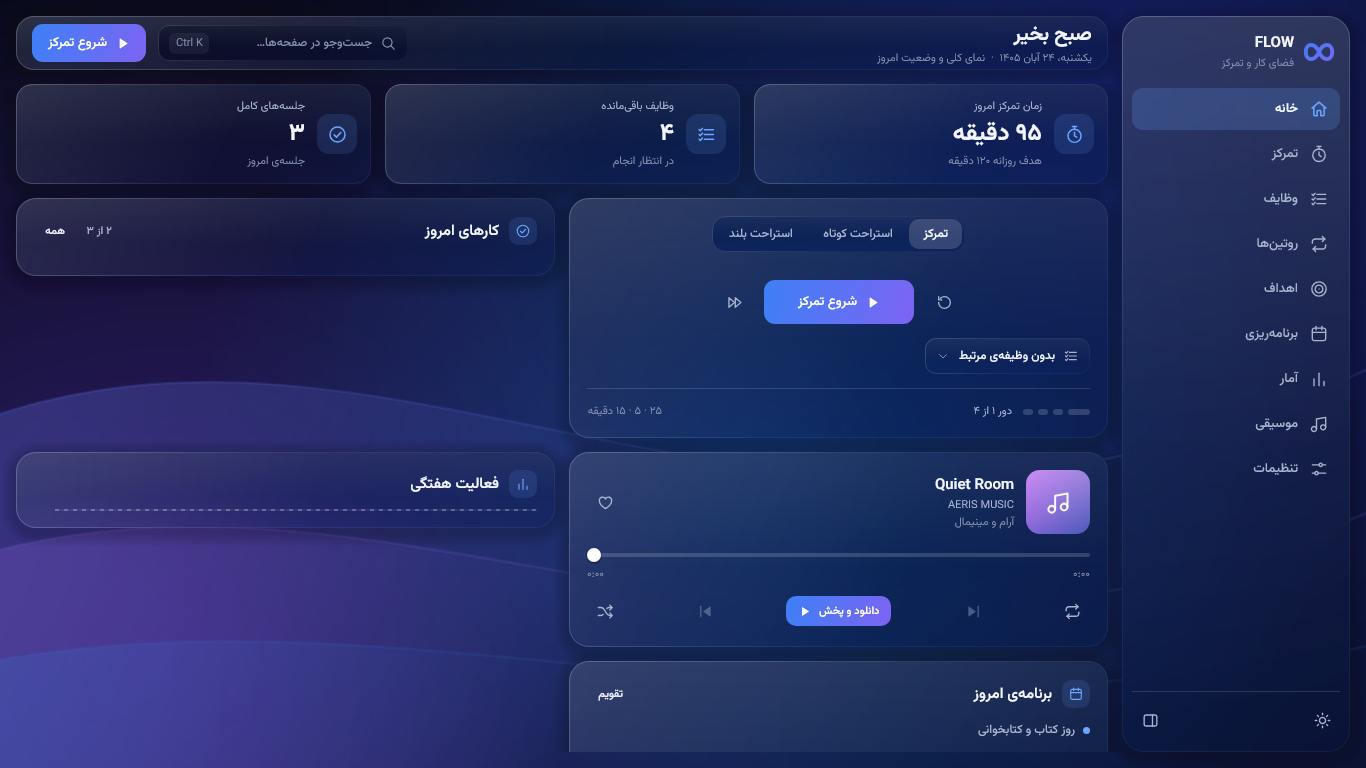 FLOW
فضای کار و تمرکز
خانه
تمرکز
وظایف
روتین‌ها
اهداف
برنامه‌ریزی
آمار
موسیقی
تنظیمات
صبح بخیر
یکشنبه، ۲۴ آبان ۱۴۰۵ · نمای کلی و وضعیت امروز
جست‌وجو در صفحه‌ها...
Ctrl K
شروع تمرکز
زمان تمرکز امروز
۹۵ دقیقه
هدف روزانه ۱۲۰ دقیقه
وظایف باقی‌مانده
۴
در انتظار انجام
جلسه‌های کامل
۳
جلسه‌ی امروز
تمرکز
استراحت کوتاه
استراحت بلند
شروع تمرکز
بدون وظیفه‌ی مرتبط
دور ۱ از ۴
۲۵ · ۵ · ۱۵ دقیقه
کارهای امروز
۲ از ۳
همه
Quiet Room
AERIS MUSIC
آرام و مینیمال
۰:۰۰
۰:۰۰
دانلود و پخش
فعالیت هفتگی
برنامه‌ی امروز
تقویم
روز کتاب و کتابخوانی